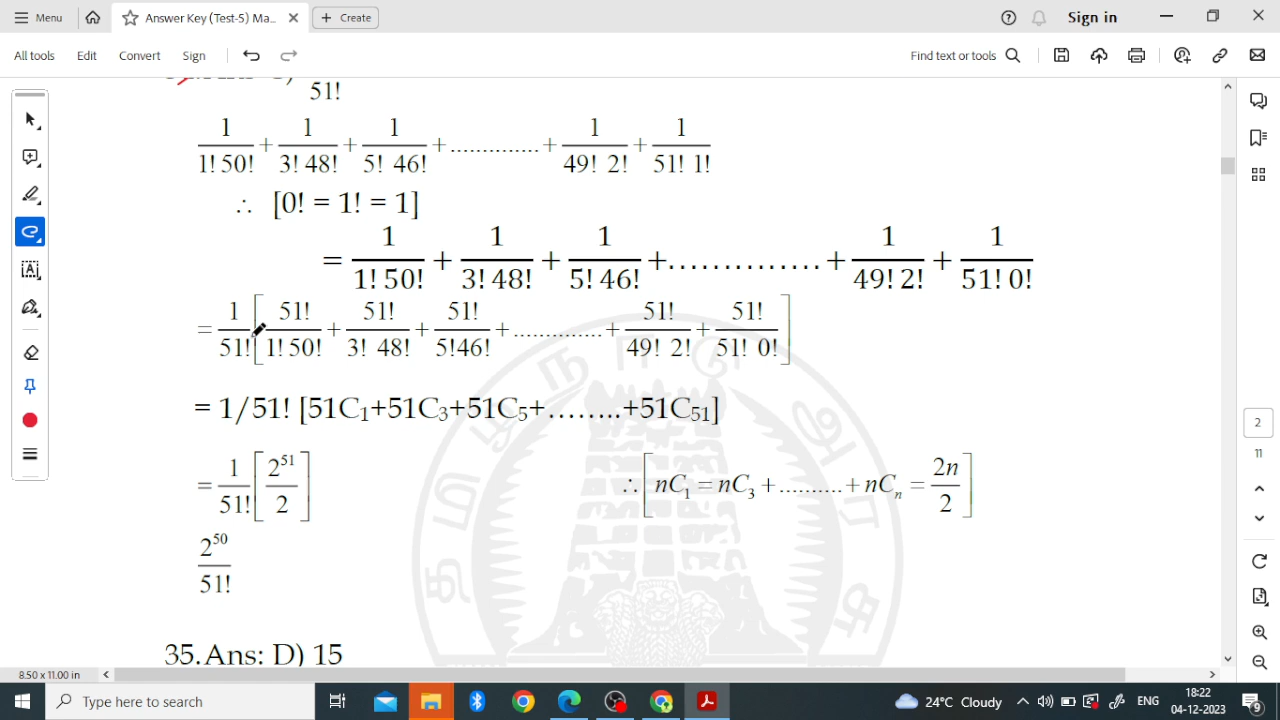 Menu
Answer Key (Test-5) Ma...
Create
Sign in
All tools Edit Convert Sign
Find text or tools
51!
1/(1! 50!) + 1/(3! 48!) + 1/(5! 46!) + .............. + 1/(49! 2!) + 1/(51! 1!)
∴ [0! = 1! = 1]
= 1/(1! 50!) + 1/(3! 48!) + 1/(5! 46!) + .............. + 1/(49! 2!) + 1/(51! 0!)
= 1/51! [51!/(1! 50!) + 51!/(3! 48!) + 51!/(5!46!) + .............. + 51!/(49! 2!) + 51!/(51! 0!)]
= 1/51! [51C₁+51C₃+51C₅+……..+51C₅₁]
= 1/51! [2⁵¹/2] ∴ [nC₁ = nC₃ + .......... + nCₙ = 2n/2]
2⁵⁰/51!
35.Ans: D) 15
2
11
8.50 x 11.00 in
Type here to search
24°C Cloudy
ENG
18:22
04-12-2023
9